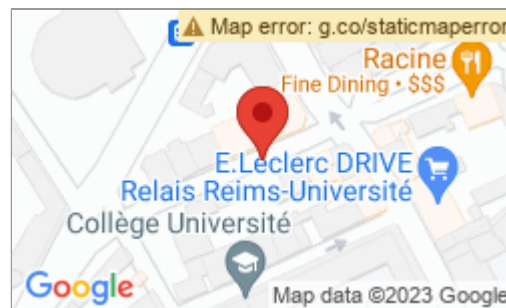 Map error: g.co/staticmaperror
Racine
Fine Dining • $$$
E.Leclerc DRIVE
Relais Reims-Université
Collège Université
Google
Map data ©2023 Google